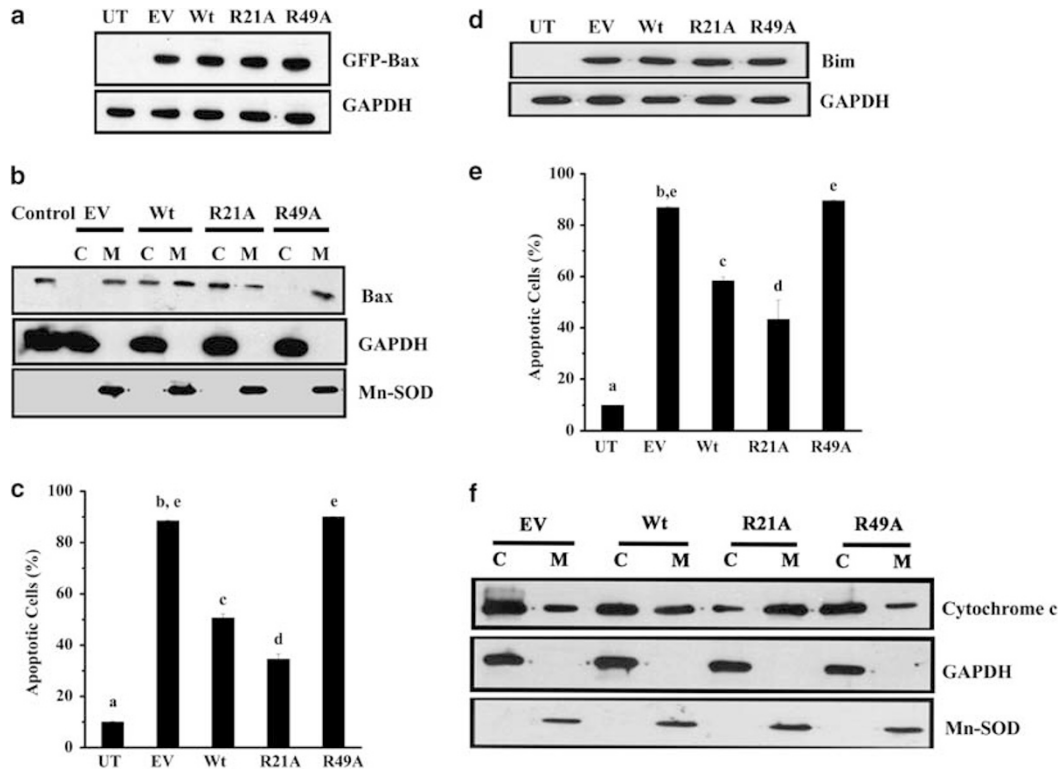 a
UT EV Wt R21A R49A
GFP-Bax
GAPDH
b
Control EV Wt R21A R49A
C M C M C M C M
Bax
GAPDH
Mn-SOD
c
Apoptotic Cells (%)
100
80
60
40
20
0
a
b, e
c
d
e
UT EV Wt R21A R49A
d
UT EV Wt R21A R49A
Bim
GAPDH
e
Apoptotic Cells (%)
100
80
60
40
20
0
a
b,e
c
d
e
UT EV Wt R21A R49A
f
EV Wt R21A R49A
C M C M C M C M
Cytochrome c
GAPDH
Mn-SOD